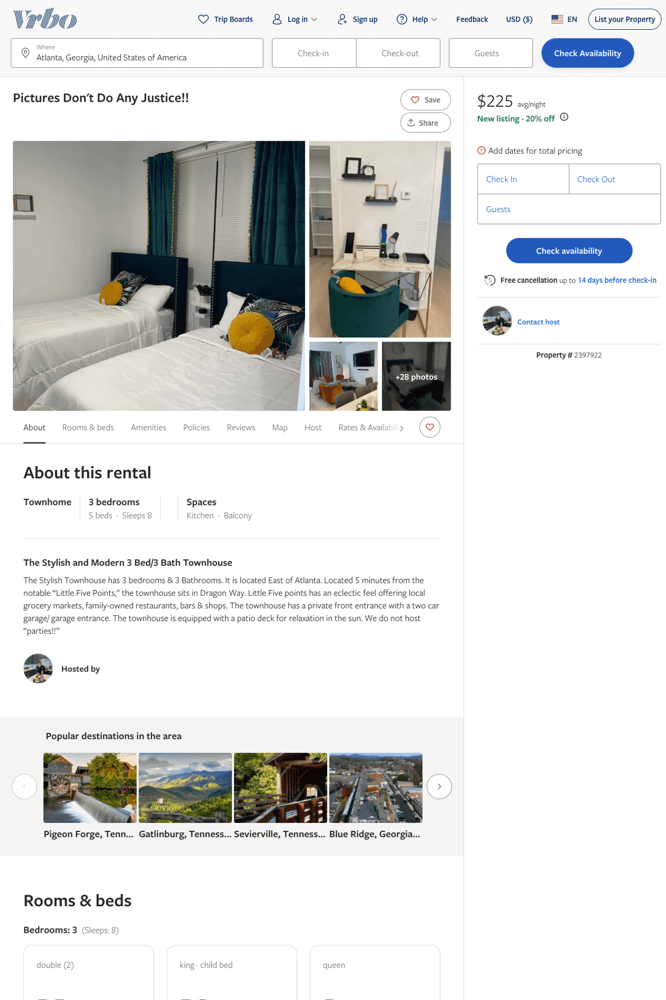 Vrbo
Trip Boards
Log in
Sign up
Help
Feedback
USD ($)
EN
List your Property
Where
Atlanta, Georgia, United States of America
Check-in
Check-out
Guests
Check Availability
Pictures Don't Do Any Justice!!
Save
Share
$225 avg/night
New listing · 20% off
Add dates for total pricing
Check In
Check Out
Guests
Check availability
Free cancellation up to 14 days before check-in
Contact host
Property # 2397922
+28 photos
About
Rooms & beds
Amenities
Policies
Reviews
Map
Host
Rates & Availabili
About this rental
Townhome
3 bedrooms
5 beds · Sleeps 8
Spaces
Kitchen · Balcony
The Stylish and Modern 3 Bed/3 Bath Townhouse
The Stylish Townhouse has 3 bedrooms & 3 Bathrooms. It is located East of Atlanta. Located 5 minutes from the
notable “Little Five Points,” the townhouse sits in Dragon Way. Little Five points has an eclectic feel offering local
grocery markets, family-owned restaurants, bars & shops. The townhouse has a private front entrance with a two car
garage/ garage entrance. The townhouse is equipped with a patio deck for relaxation in the sun. We do not host
“parties!!”
Hosted by
Popular destinations in the area
Pigeon Forge, Tenn...
Gatlinburg, Tenness...
Sevierville, Tenness...
Blue Ridge, Georgia...
Rooms & beds
Bedrooms: 3 (Sleeps: 8)
double (2)
king · child bed
queen